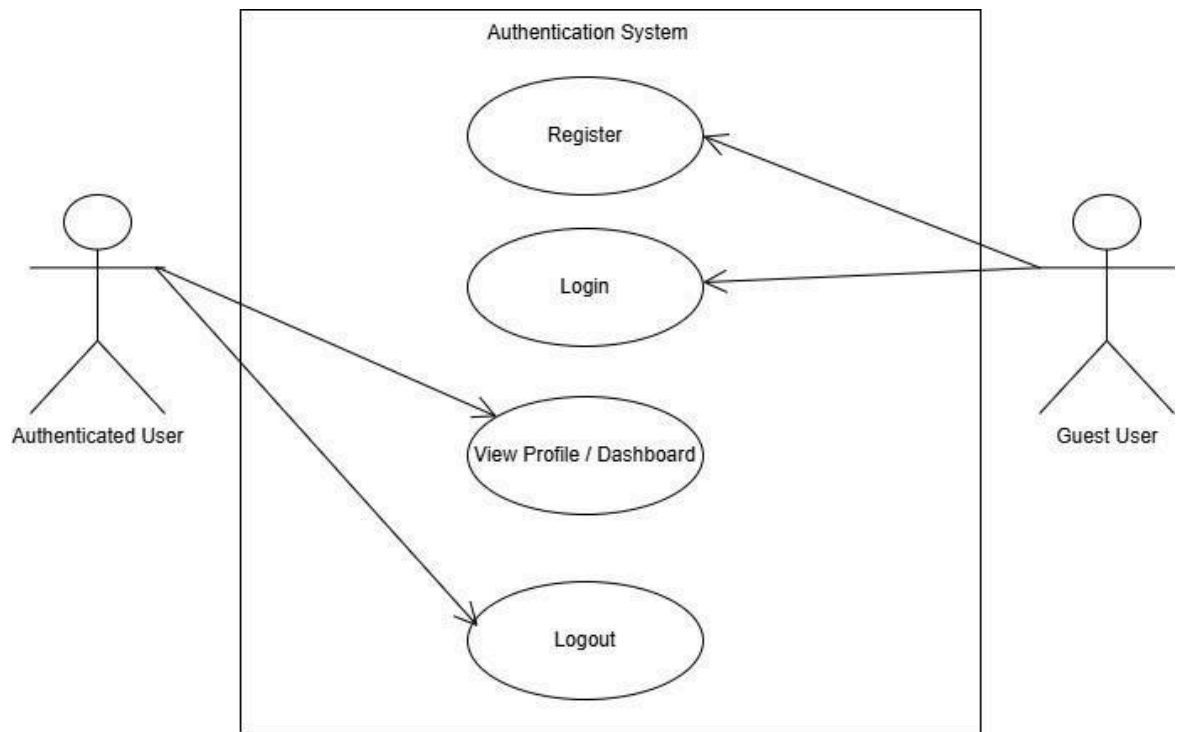 Authentication System
Register
Login
Authenticated User
Guest User
View Profile / Dashboard
Logout